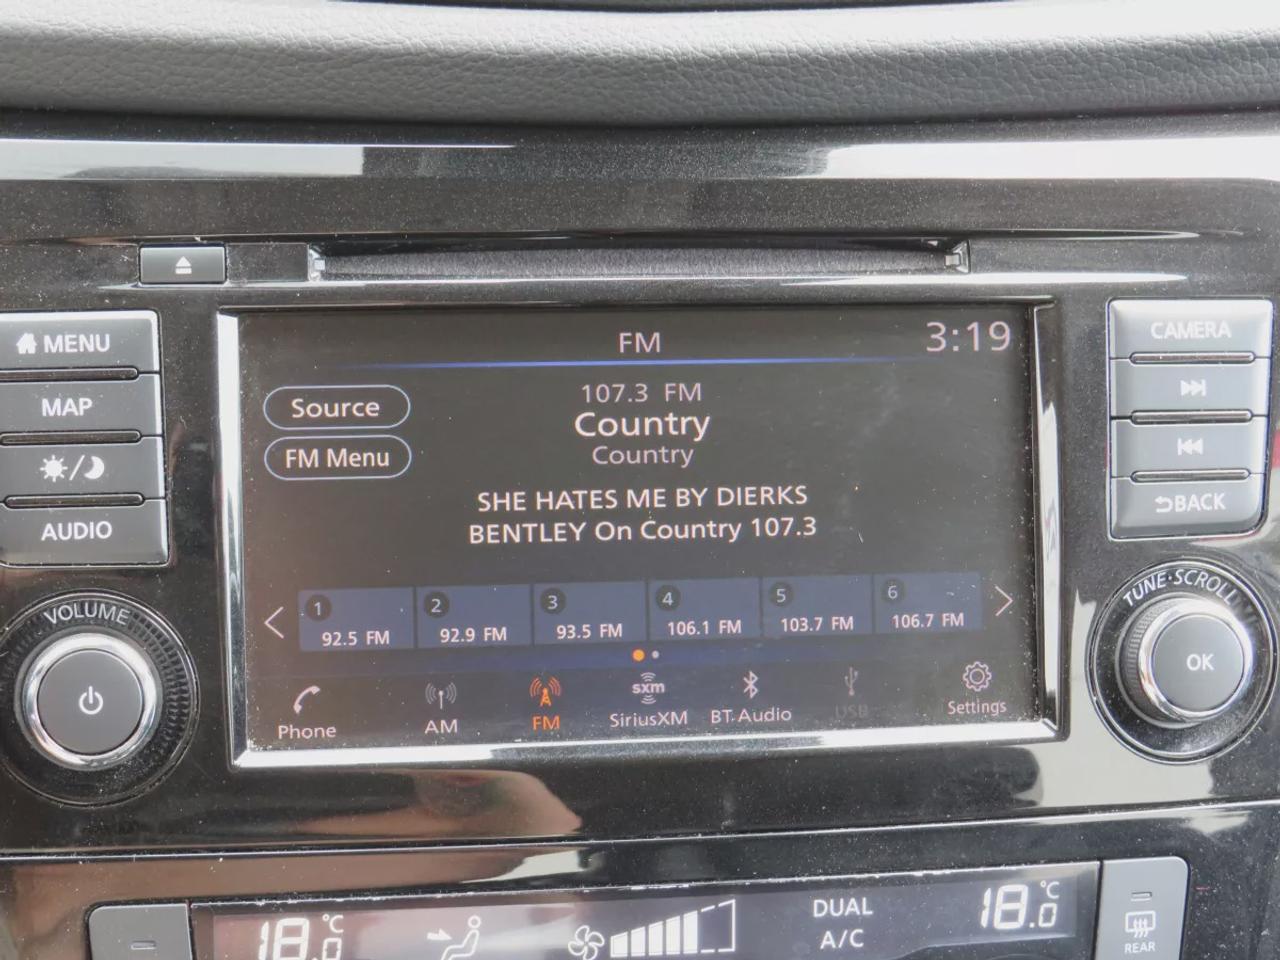 MENU
MAP
AUDIO
VOLUME
FM
3:19
Source
FM Menu
107.3 FM
Country
Country
SHE HATES ME BY DIERKS
BENTLEY On Country 107.3
1
92.5 FM
2
92.9 FM
3
93.5 FM
4
106.1 FM
5
103.7 FM
6
106.7 FM
Phone
AM
FM
sxm
SiriusXM
BT Audio
USB
Settings
CAMERA
BACK
TUNE·SCROLL
OK
18.0 °C
DUAL
A/C
18.0 °C
REAR